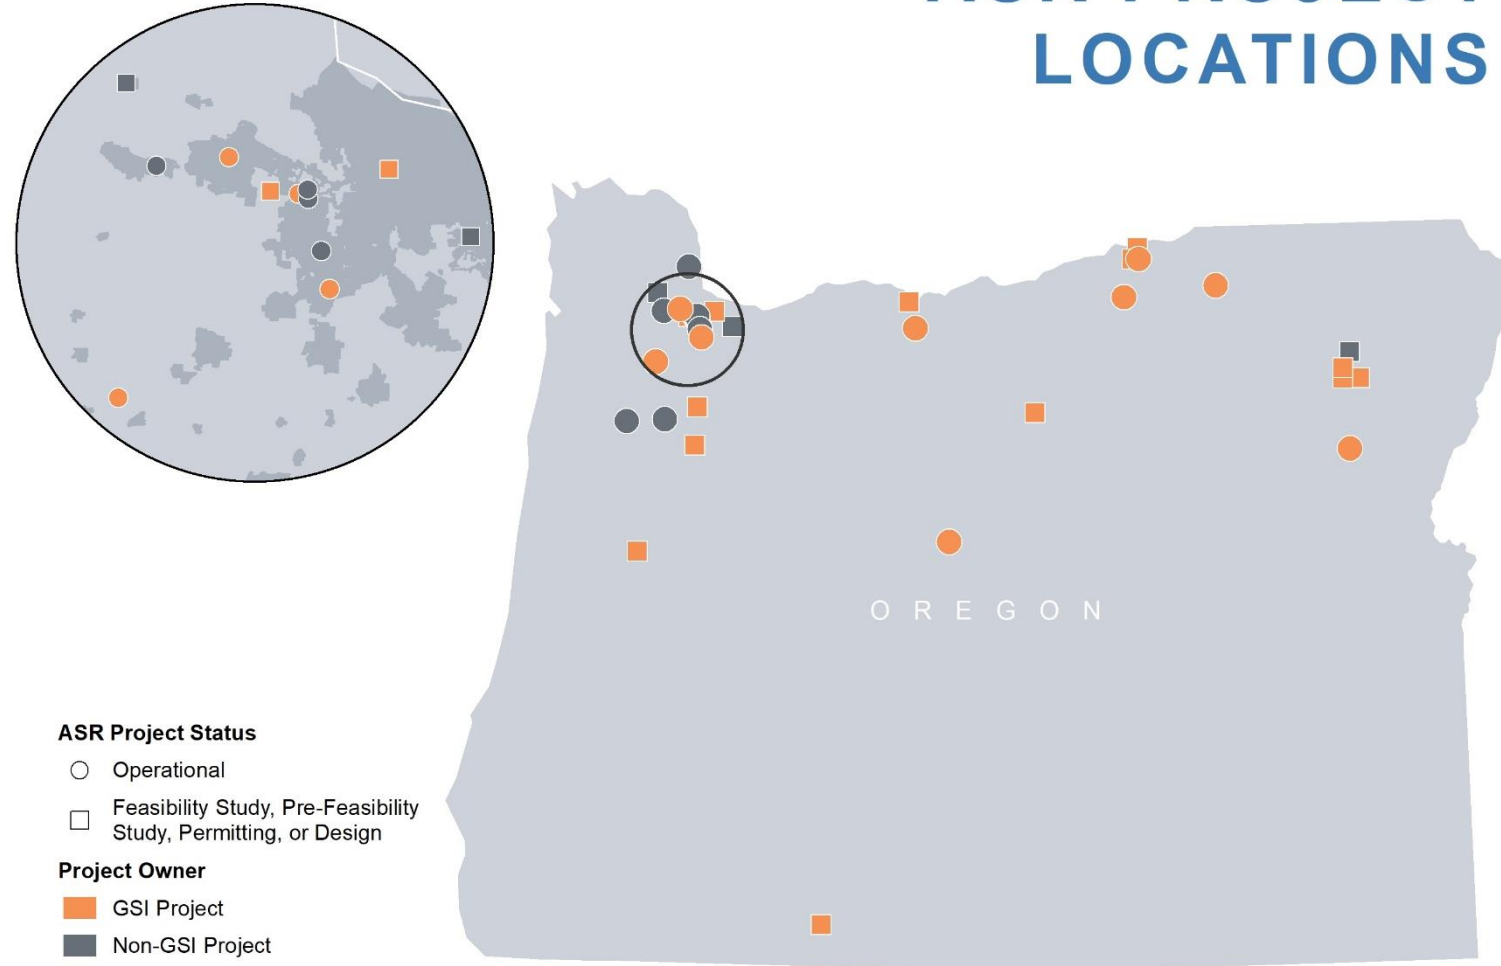 LOCATIONS
OREGON
ASR Project Status
Operational
Feasibility Study, Pre-Feasibility
Study, Permitting, or Design
Project Owner
GSI Project
Non-GSI Project